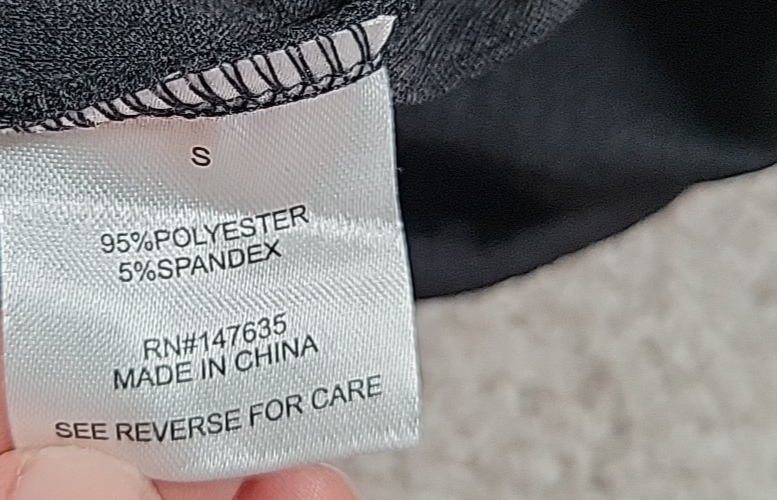 S
95%POLYESTER
5%SPANDEX
RN#147635
MADE IN CHINA
SEE REVERSE FOR CARE